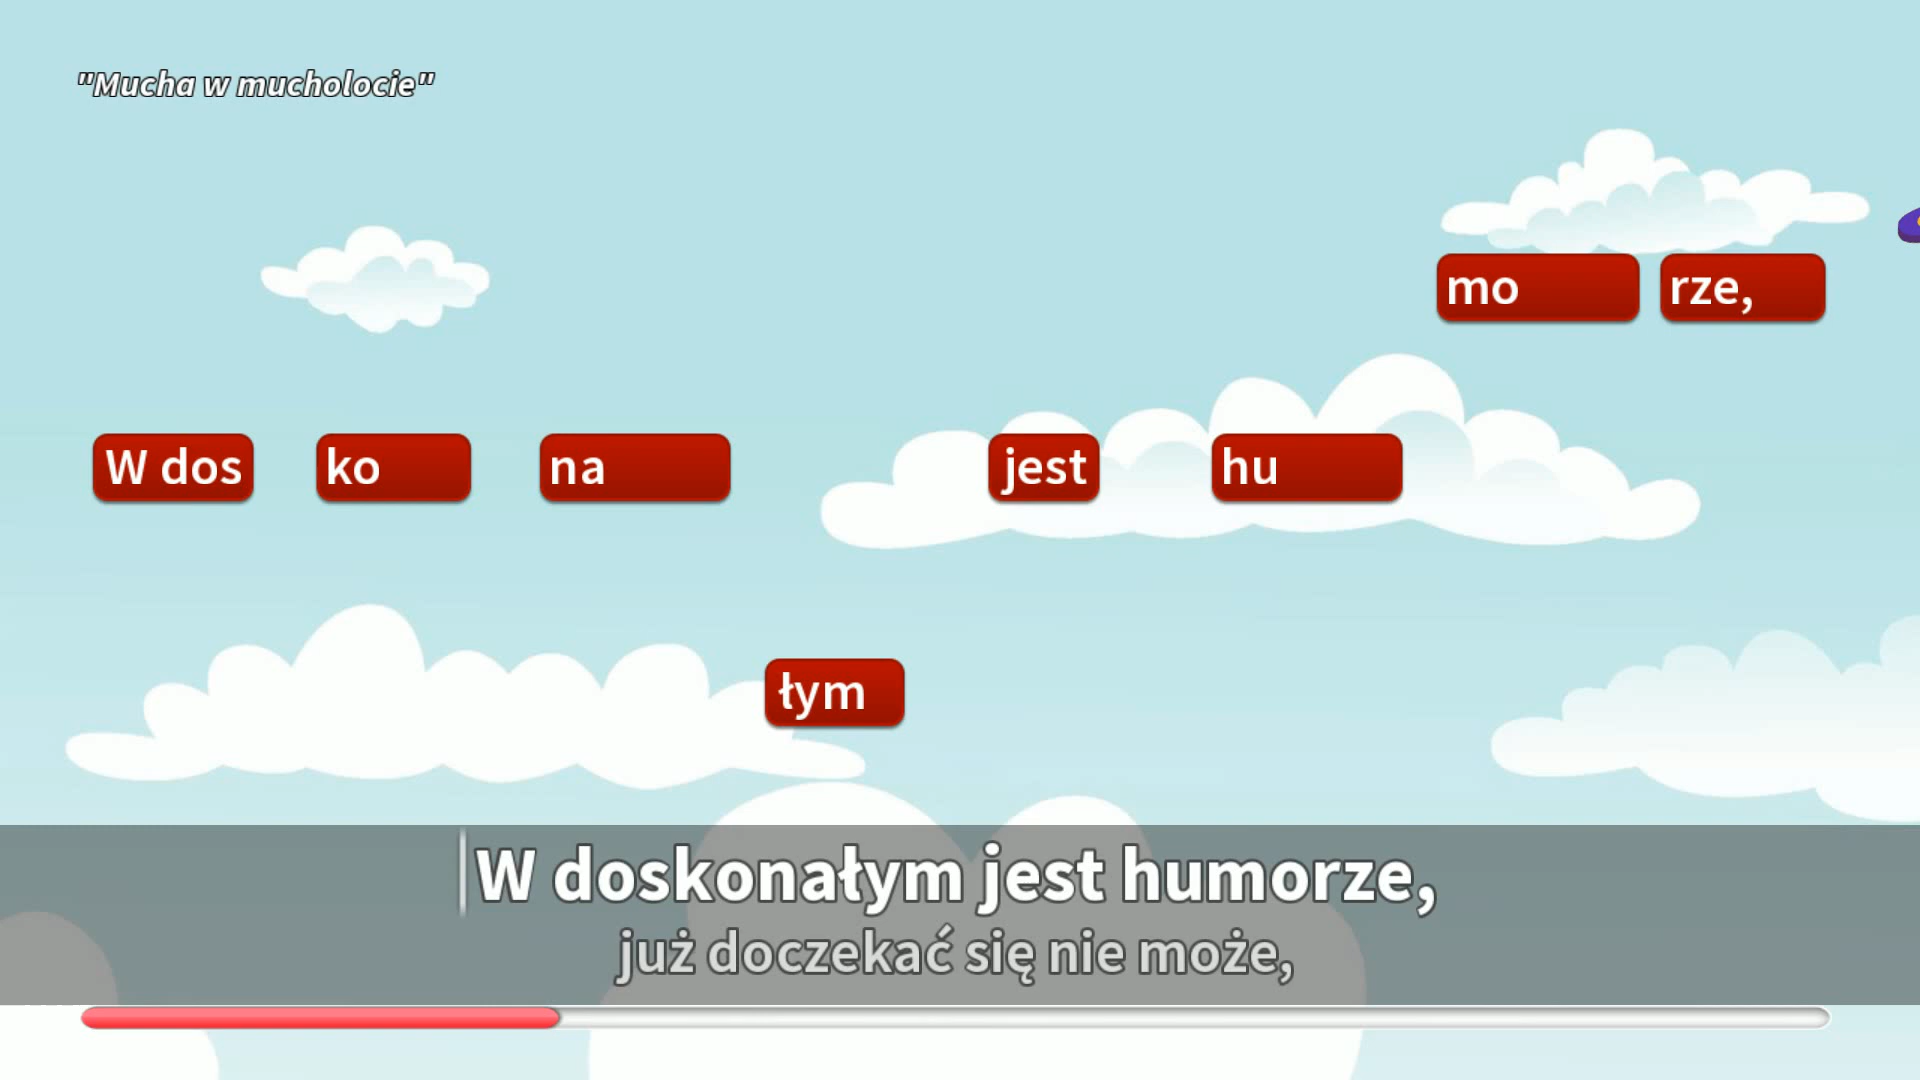 "Mucha w mucholocie"
mo rze,
W dos ko na jest hu
łym
W doskonałym jest humorze,
już doczekać się nie może,